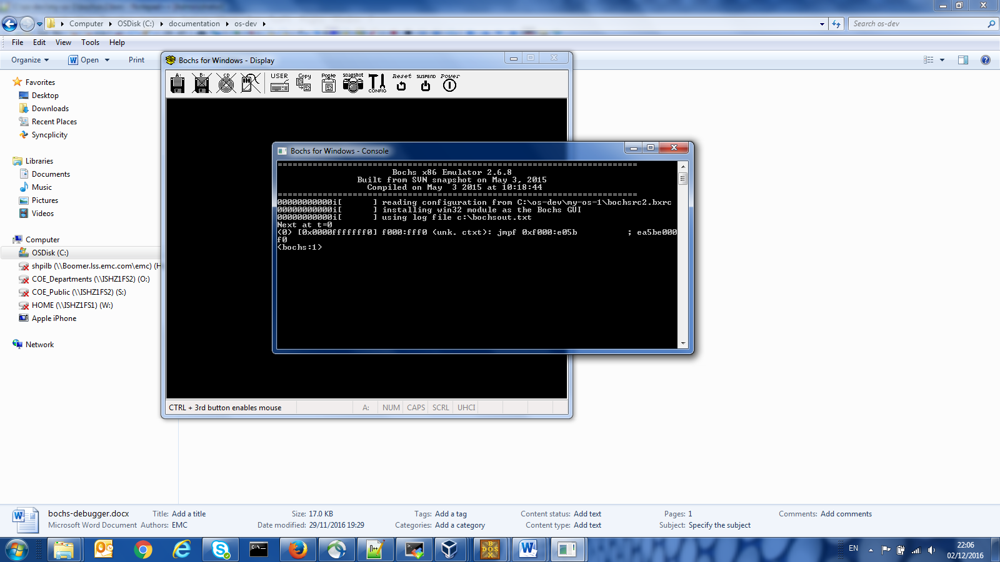 Computer ▸ OSDisk (C:) ▸ documentation ▸ os-dev ▸
Search os-dev
File Edit View Tools Help
Organize Open Print
Favorites
Desktop
Downloads
Recent Places
Syncplicity
Libraries
Documents
Music
Pictures
Videos
Computer
OSDisk (C:)
shpilb (\\Boomer.lss.emc.com\emc) (H
COE_Departments (\\ISHZ1FS2) (O:)
COE_Public (\\ISHZ1FS2) (S:)
HOME (\\ISHZ1FS1) (W:)
Apple iPhone
Network
Bochs for Windows - Display
A: B: CD USER Copy Paste Snapshot CONFIG Reset SUSPEND Power
Bochs for Windows - Console
========================================================================
Bochs x86 Emulator 2.6.8
Built from SVN snapshot on May 3, 2015
Compiled on May  3 2015 at 10:18:44
========================================================================
00000000000i[      ] reading configuration from C:\os-dev\my-os-1\bochsrc2.bxrc
00000000000i[      ] installing win32 module as the Bochs GUI
00000000000i[      ] using log file c:\bochsout.txt
Next at t=0
(0) [0x0000fffffff0] f000:fff0 (unk. ctxt): jmpf 0xf000:e05b          ; ea5be000
f0
<bochs:1>
CTRL + 3rd button enables mouse A: NUM CAPS SCRL UHCI
bochs-debugger.docx Title: Add a title Size: 17.0 KB Tags: Add a tag Content status: Add text Pages: 1 Comments: Add comments
Microsoft Word Document Authors: EMC Date modified: 29/11/2016 19:29 Categories: Add a category Content type: Add text Subject: Specify the subject
EN
22:06
02/12/2016